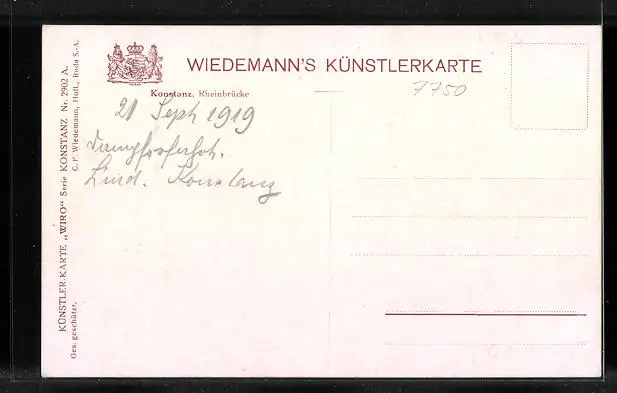 WIEDEMANN'S KÜNSTLERKARTE
Konstanz, Rheinbrücke
7750
21 Sept 1919
Lind. Konstanz
KÜNSTLER-KARTE „WIRO" Serie KONSTANZ Nr. 2902 A.
Ges. geschützt. C. P. Wiedemann, Hofl., Roda S.-A.